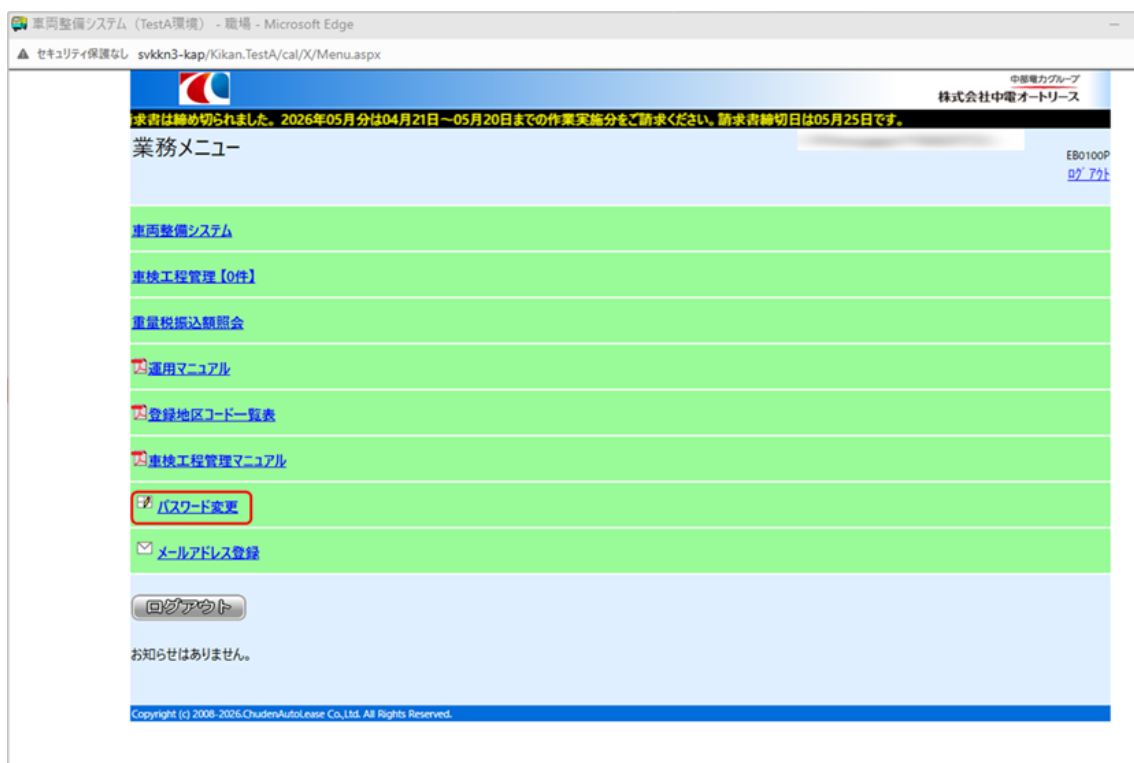 車両整備システム（TestA環境） - 職場 - Microsoft Edge
セキュリティ保護なし svkkn3-kap/Kikan.TestA/cal/X/Menu.aspx
中部電力グループ
株式会社中電オートリース
求書は締め切られました。2026年05月分は04月21日～05月20日までの作業実施分をご請求ください。請求書締切日は05月25日です。
業務メニュー
EB0100P
ログアウト
車両整備システム
車検工程管理【0件】
重量税振込額照会
運用マニュアル
登録地区コード一覧表
車検工程管理マニュアル
パスワード変更
メールアドレス登録
ログアウト
お知らせはありません。
Copyright (c) 2008-2026.ChudenAutoLease Co.,Ltd. All Rights Reserved.